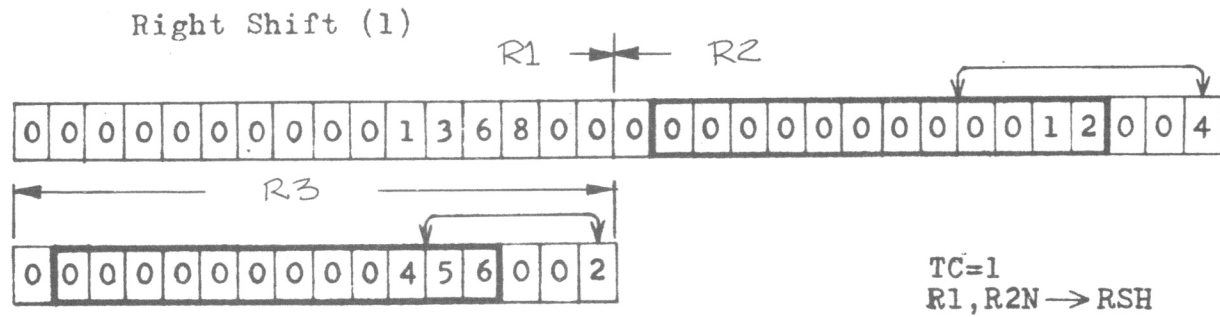 Right Shift (1)
R1 R2
0 0 0 0 0 0 0 0 0 0 1 3 6 8 0 0 0 0 0 0 0 0 0 0 0 0 0 1 2 0 0 4
R3
0 0 0 0 0 0 0 0 0 0 4 5 6 0 0 2
TC=1
R1,R2N → RSH